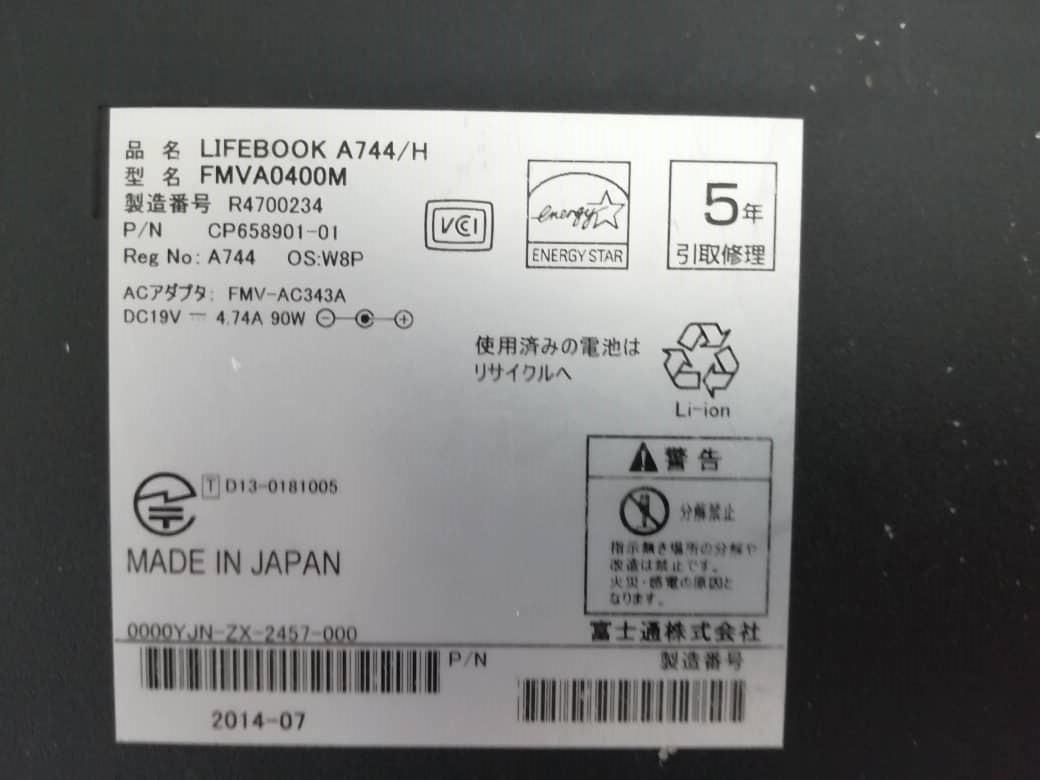 品 名 LIFEBOOK A744/H
型 名 FMVA0400M
製造番号 R4700234
P/N CP658901-01
Reg No: A744 OS:W8P
ACアダプタ: FMV-AC343A
DC19V ⎓ 4.74A 90W
VCCI
energy
ENERGY STAR
5年
引取修理
使用済みの電池は
リサイクルへ
Li-ion
警告
分解禁止
指示無き場所の分解や
改造は禁止です。
火災・感電の原因と
なります。
T D13-0181005
MADE IN JAPAN
0000YJN-ZX-2457-000
富士通株式会社
P/N
製造番号
2014-07